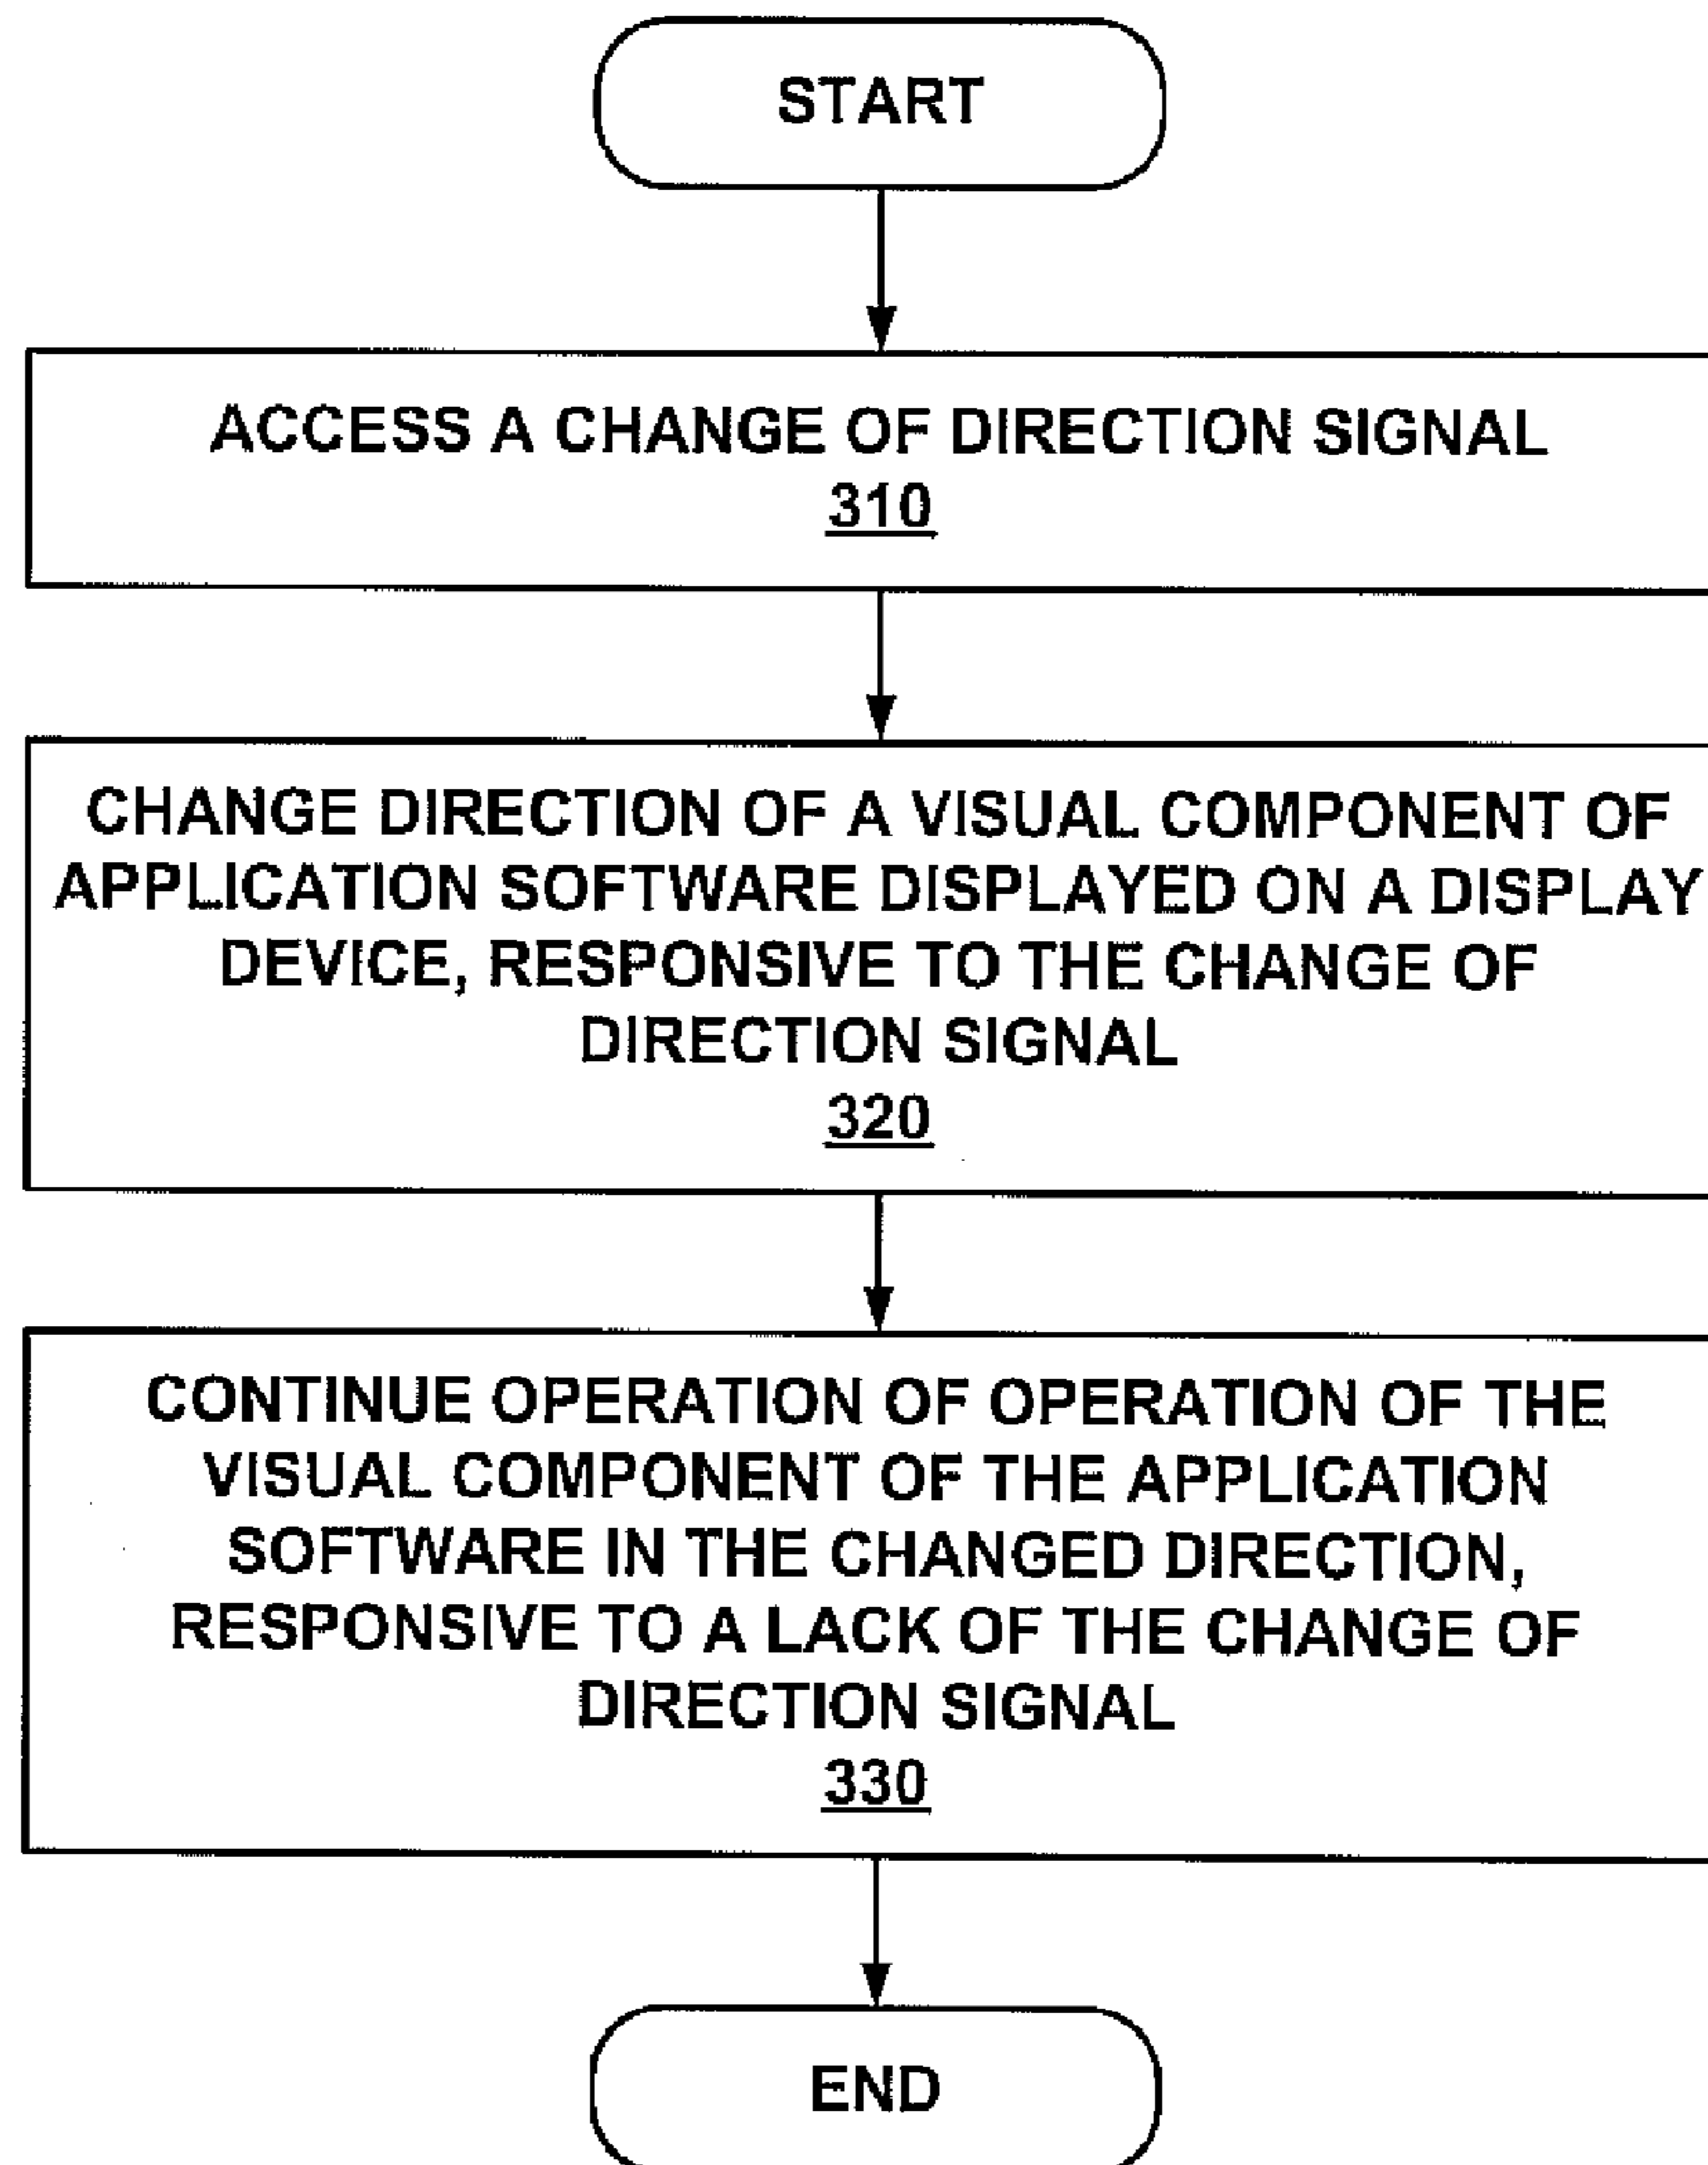 START
ACCESS A CHANGE OF DIRECTION SIGNAL
310
CHANGE DIRECTION OF A VISUAL COMPONENT OF
APPLICATION SOFTWARE DISPLAYED ON A DISPLAY
DEVICE, RESPONSIVE TO THE CHANGE OF
DIRECTION SIGNAL
320
CONTINUE OPERATION OF OPERATION OF THE
VISUAL COMPONENT OF THE APPLICATION
SOFTWARE IN THE CHANGED DIRECTION,
RESPONSIVE TO A LACK OF THE CHANGE OF
DIRECTION SIGNAL
330
END